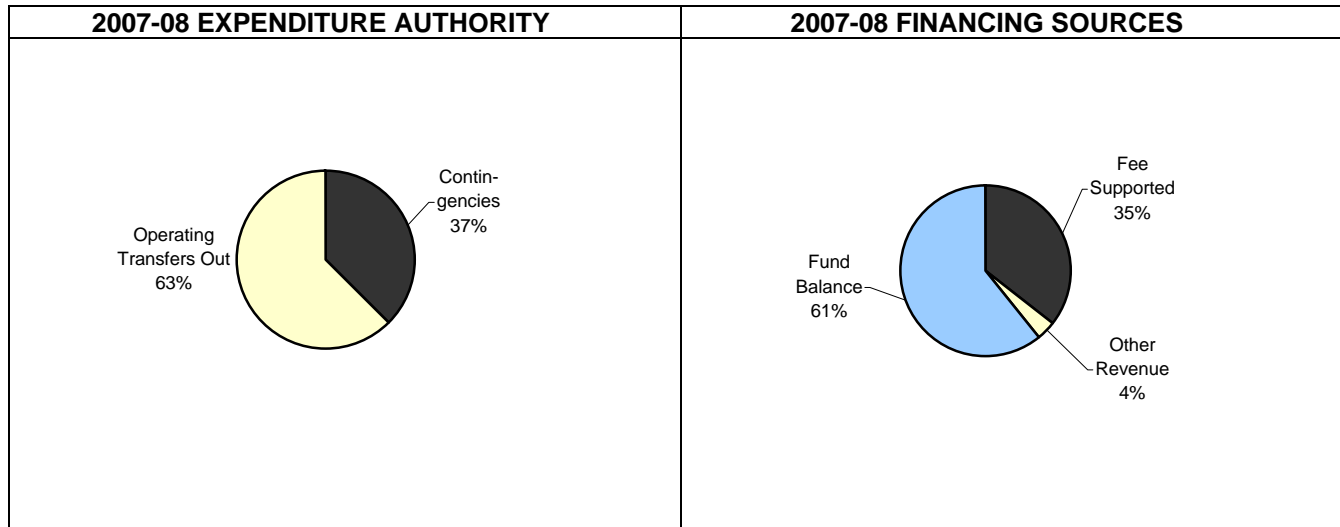 2007-08 EXPENDITURE AUTHORITY
Contin-
gencies
37%
Operating
Transfers Out
63%
2007-08 FINANCING SOURCES
Fee
Supported
35%
Fund
Balance
61%
Other
Revenue
4%